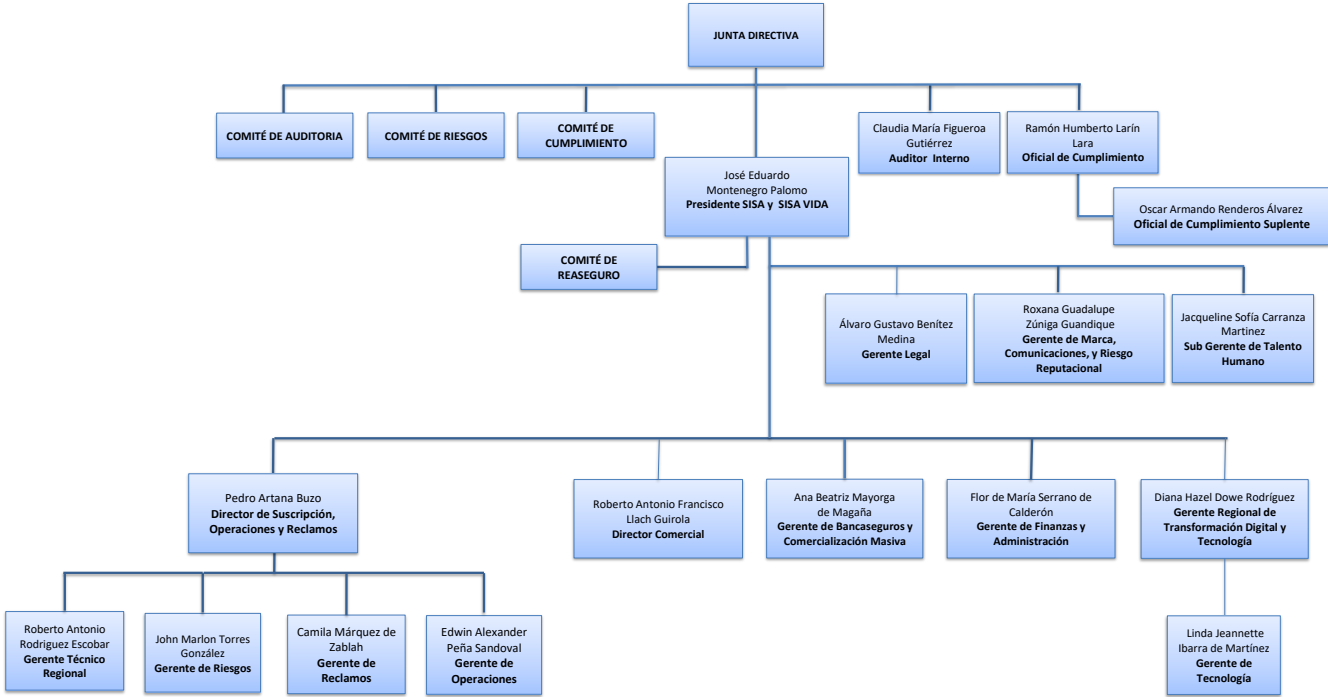 JUNTA DIRECTIVA
COMITÉ DE AUDITORIA
COMITÉ DE RIESGOS
COMITÉ DE
CUMPLIMIENTO
Claudia María Figueroa
Gutiérrez
Auditor Interno
Ramón Humberto Larín
Lara
Oficial de Cumplimiento
José Eduardo
Montenegro Palomo
Presidente SISA y SISA VIDA
Oscar Armando Renderos Álvarez
Oficial de Cumplimiento Suplente
COMITÉ DE
REASEGURO
Álvaro Gustavo Benítez
Medina
Gerente Legal
Roxana Guadalupe
Zúniga Guandique
Gerente de Marca,
Comunicaciones, y Riesgo
Reputacional
Jacqueline Sofía Carranza
Martinez
Sub Gerente de Talento
Humano
Pedro Artana Buzo
Director de Suscripción,
Operaciones y Reclamos
Roberto Antonio Francisco
Llach Guirola
Director Comercial
Ana Beatriz Mayorga
de Magaña
Gerente de Bancaseguros y
Comercialización Masiva
Flor de María Serrano de
Calderón
Gerente de Finanzas y
Administración
Diana Hazel Dowe Rodríguez
Gerente Regional de
Transformación Digital y
Tecnología
Roberto Antonio
Rodriguez Escobar
Gerente Técnico
Regional
John Marlon Torres
González
Gerente de Riesgos
Camila Márquez de
Zablah
Gerente de
Reclamos
Edwin Alexander
Peña Sandoval
Gerente de
Operaciones
Linda Jeannette
Ibarra de Martínez
Gerente de
Tecnología